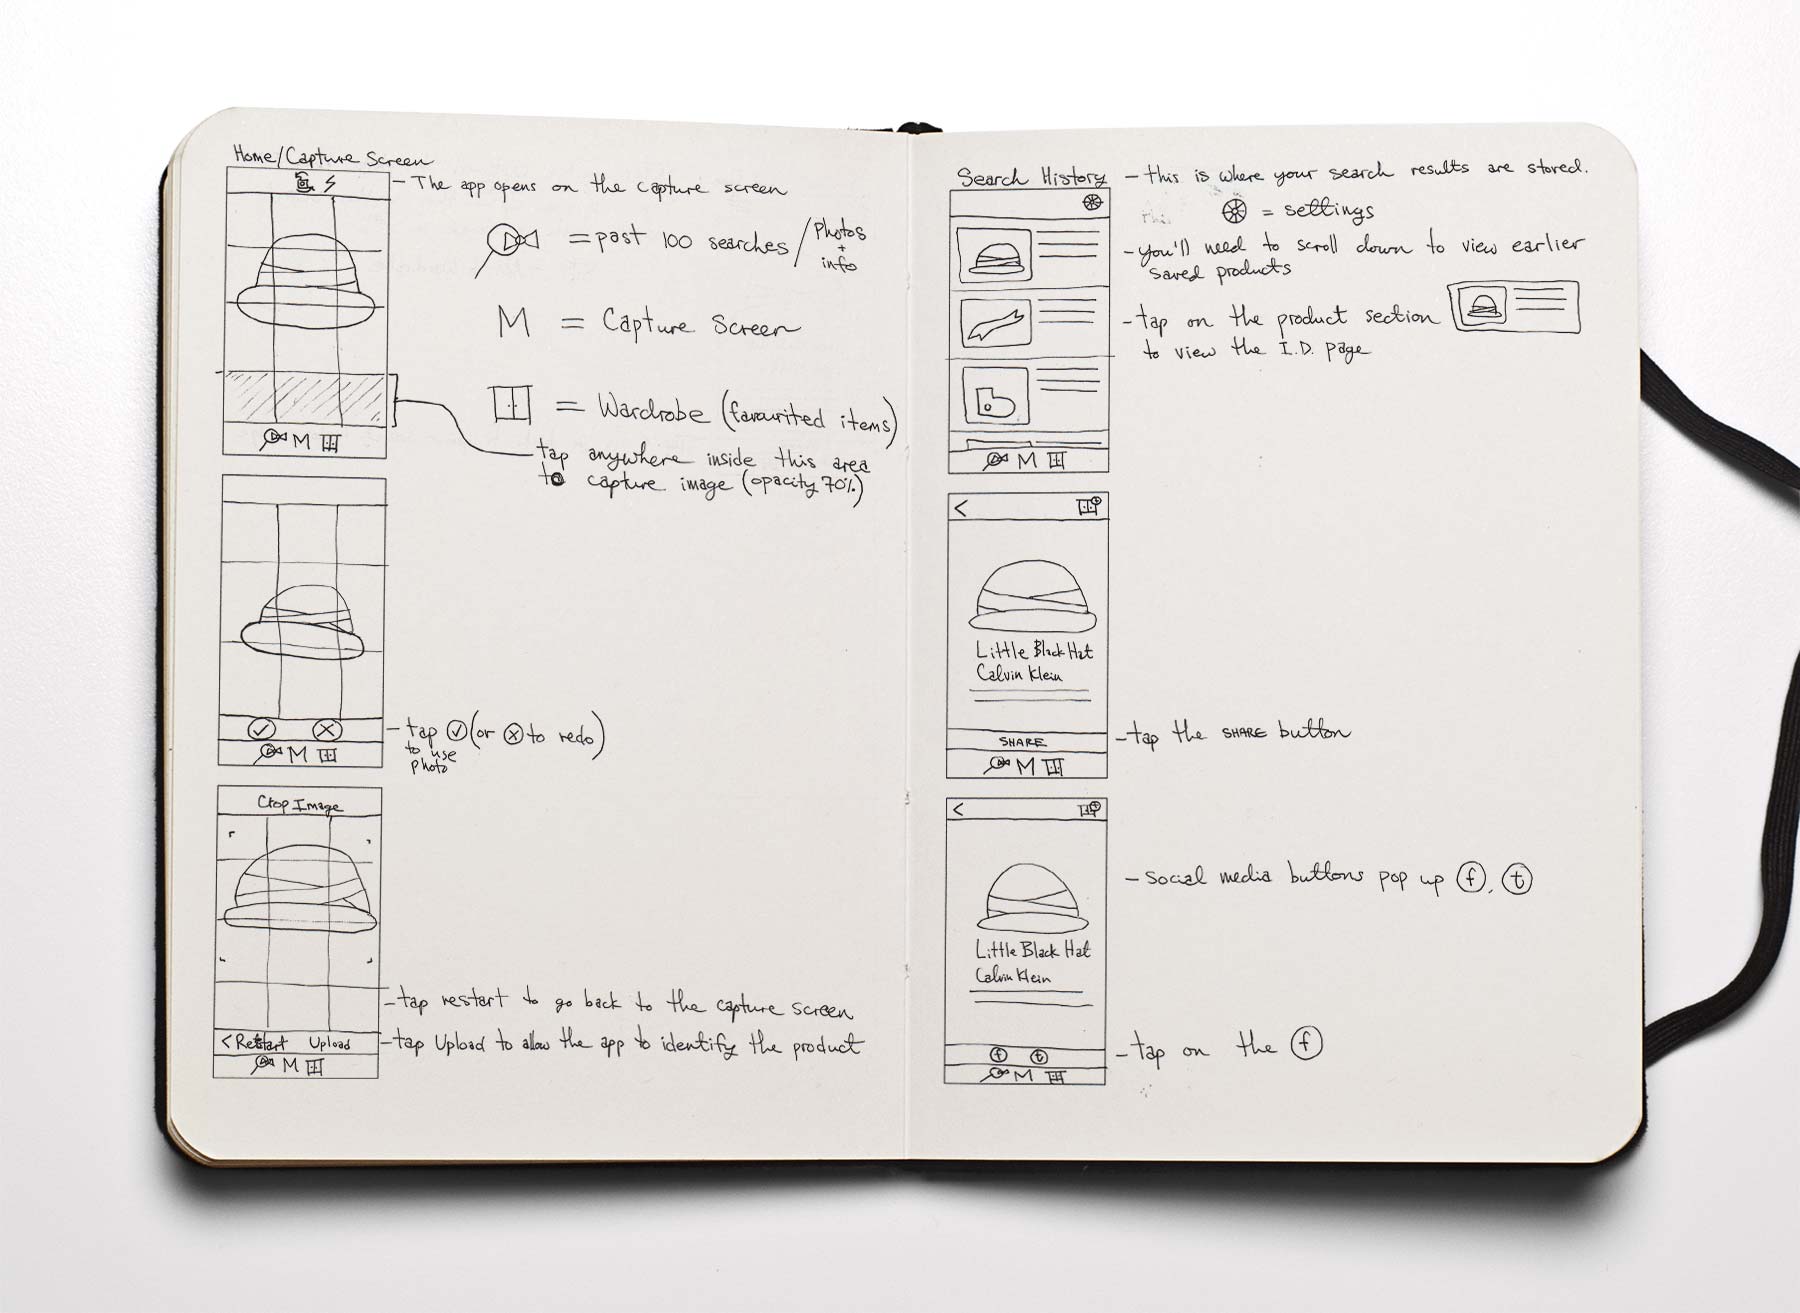 Home/Capture Screen
- The app opens on the capture screen
= past 100 searches / Photos
+
info
M = Capture Screen
= Wardrobe (favourited items)
tap anywhere inside this area
to capture image (opacity 70%)
M
- tap ✓ (or ⓧ to redo)
to use
photo
✓ X
M
Crop Image
- tap restart to go back to the capture screen
< Restart Upload
- tap Upload to allow the app to identify the product
M
Search History - this is where your search results are stored.
= settings
- you'll need to scroll down to view earlier
saved products
- tap on the product section
to view the I.D. page
M
<
Little Black Hat
Calvin Klein
SHARE
- tap the SHARE button
M
<
- Social media buttons pop up ⓕ, ⓣ
Little Black Hat
Calvin Klein
ⓕ ⓣ
- tap on the ⓕ
M